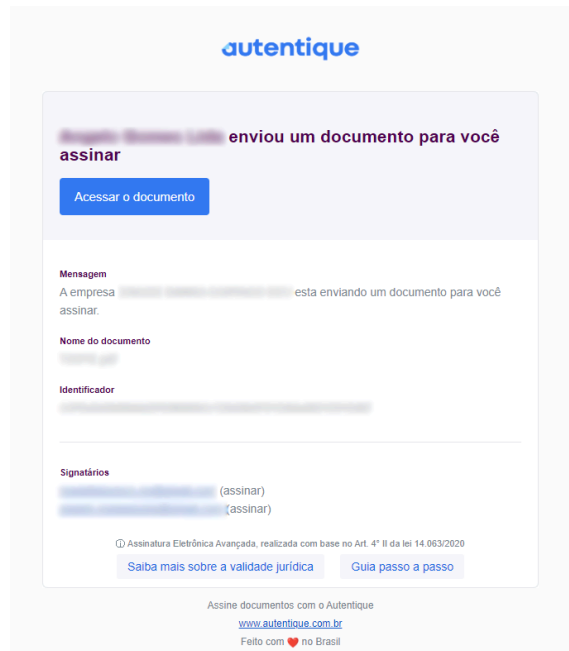 autentique
enviou um documento para você
assinar
Acessar o documento
Mensagem
A empresa esta enviando um documento para você
assinar.
Nome do documento
Identificador
Signatários
(assinar)
(assinar)
Assinatura Eletrônica Avançada, realizada com base no Art. 4° II da lei 14.063/2020
Saiba mais sobre a validade jurídica Guia passo a passo
Assine documentos com o Autentique
www.autentique.com.br
Feito com ❤️ no Brasil